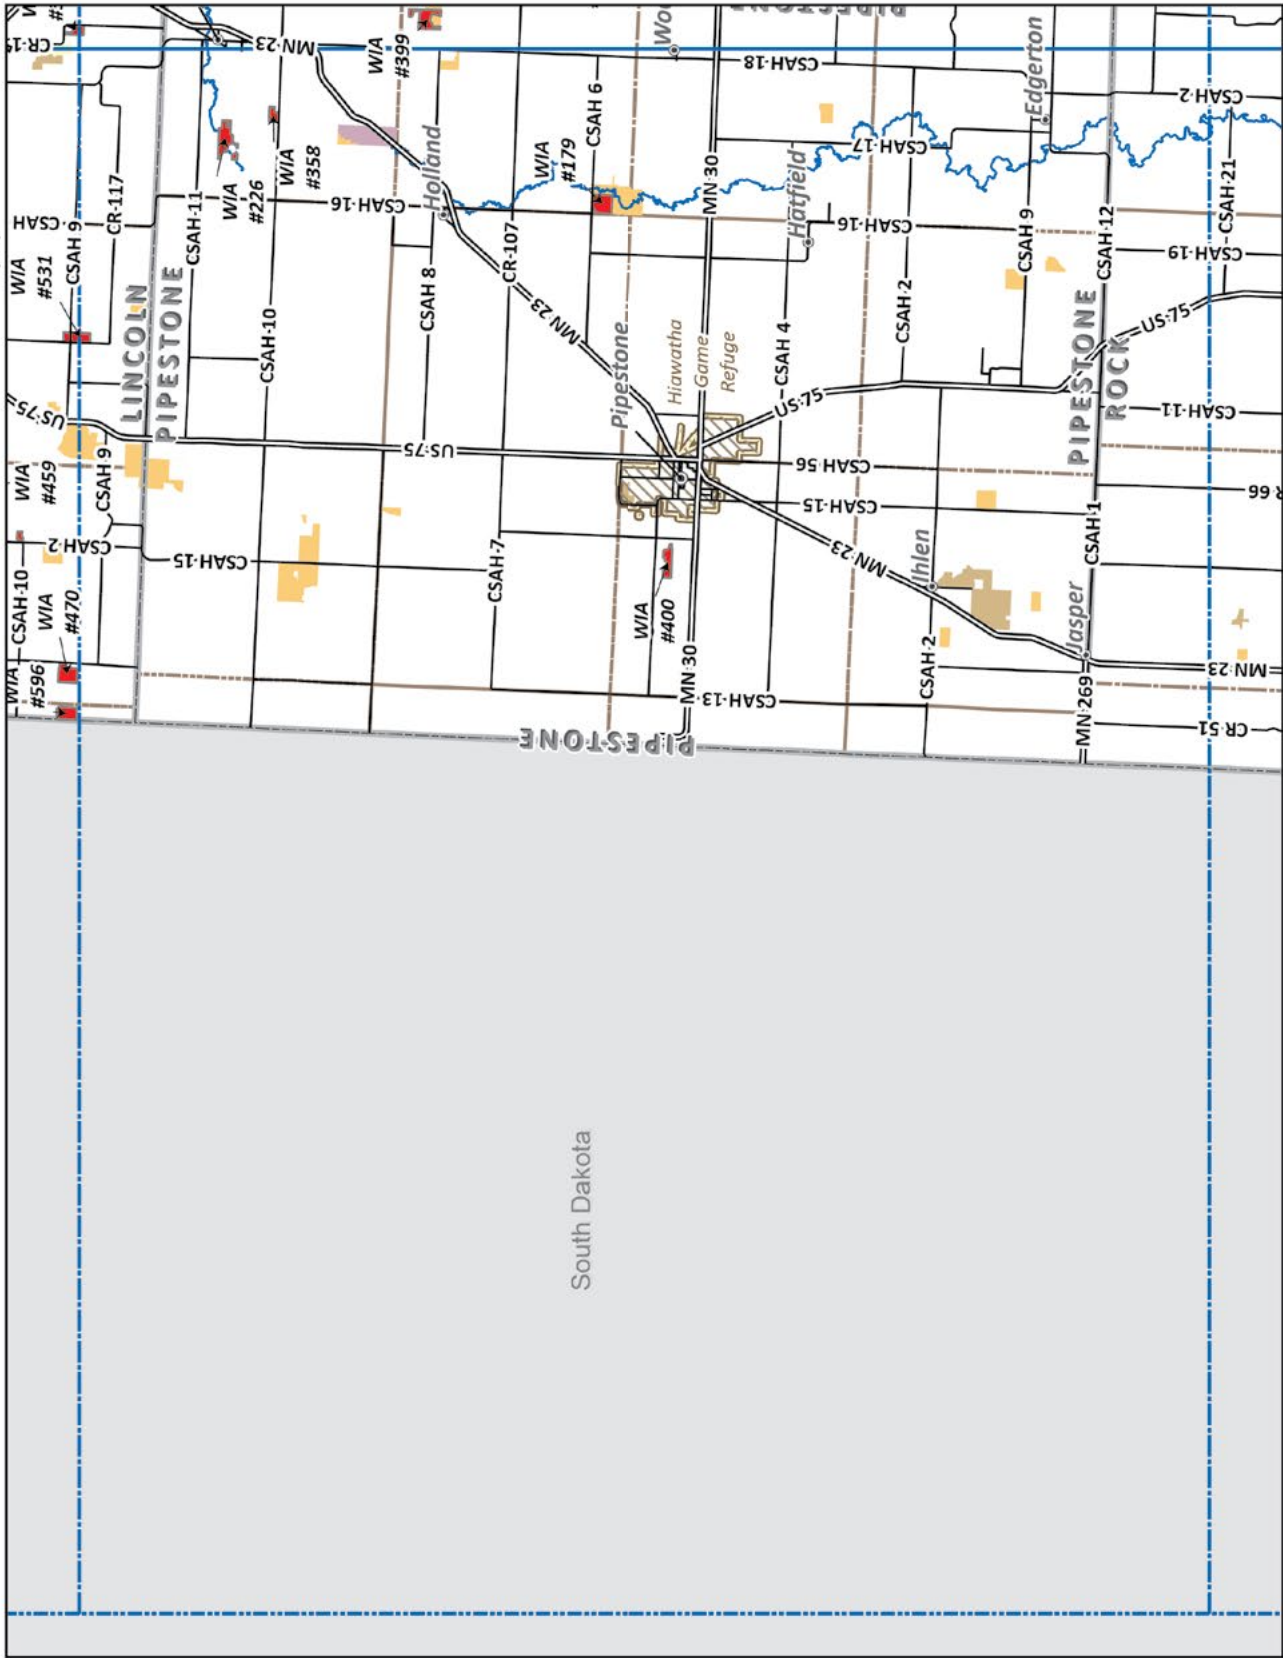 CR-15
MN-23
WIA
#399
CSAH-18
Edgerton
CSAH-2
CR-117
CSAH-11
WIA
#226
WIA
#358
Holland
WIA
#179
CSAH 6
MN 30
Hatfield
CSAH-17
CSAH-21
CSAH
CSAH 9
WIA
#531
CSAH-16
CSAH 8
CR-107
CSAH-16
CSAH 9
CSAH-12
CSAH-19
LINCOLN
PIPESTONE
CSAH-10
MN 23
Pipestone
Hiawatha
Game
Refuge
CSAH 4
CSAH-2
US-75
PIPESTONE
ROCK
US-75
WIA
#459
CSAH-9
US-75
US-75
CSAH 56
CSAH-11
CSAH-10
CSAH-2
CSAH-15
CSAH-7
CSAH-15
MN-23
CSAH-1
R 66
WIA
#470
WIA
#596
WIA
#400
MN 30
CSAH-13
Ihlen
CSAH-2
Jasper
MN 269
MN-23
CR-51
PIPESTONE
South Dakota